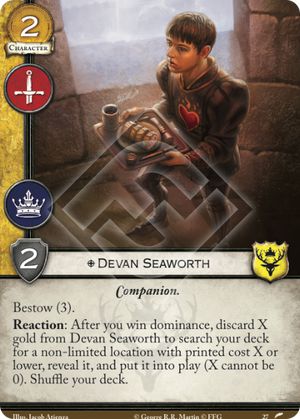 2
Character
2
Devan Seaworth
Companion.
Bestow (3).
Reaction: After you win dominance, discard X
gold from Devan Seaworth to search your deck
for a non-limited location with printed cost X or
lower, reveal it, and put it into play (X cannot
be 0). Shuffle your deck.
Illus. Jacob Atienza
© George R.R. Martin © FFG
27